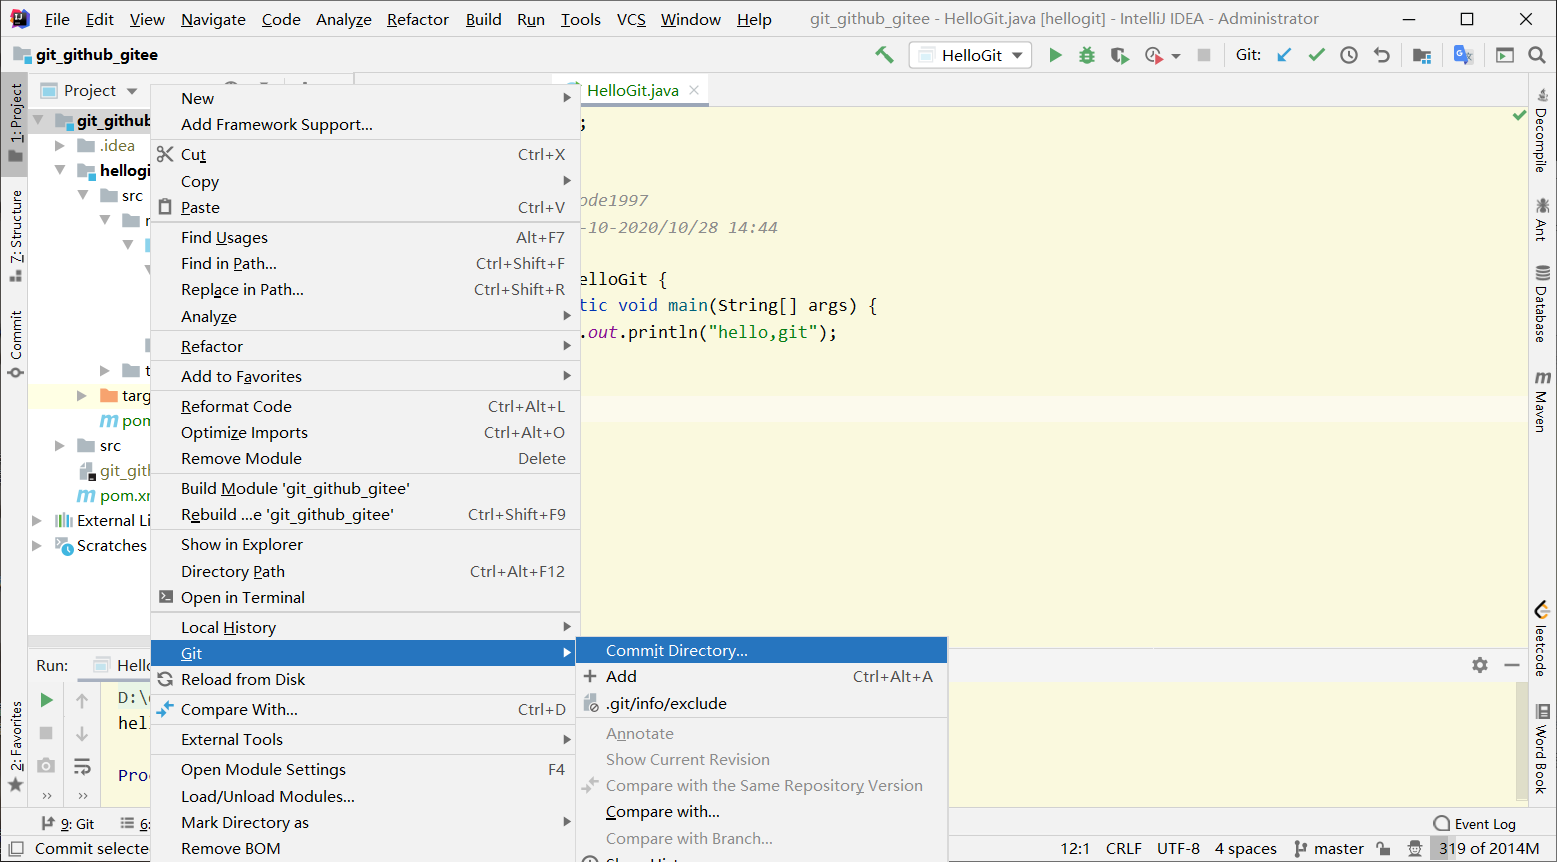 File Edit View Navigate Code Analyze Refactor Build Run Tools VCS Window Help git_github_gitee - HelloGit.java [hellogit] - IntelliJ IDEA - Administrator
git_github_gitee HelloGit Git:
Project
HelloGit.java
1: Project
7: Structure
Commit
2: Favorites
git_github
.idea
hellogi
src
targ
pom
src
git_gith
pom.xm
External Li
Scratches
New
Add Framework Support...
Cut Ctrl+X
Copy
Paste Ctrl+V
Find Usages Alt+F7
Find in Path... Ctrl+Shift+F
Replace in Path... Ctrl+Shift+R
Analyze
Refactor
Add to Favorites
Reformat Code Ctrl+Alt+L
Optimize Imports Ctrl+Alt+O
Remove Module Delete
Build Module 'git_github_gitee'
Rebuild ...e 'git_github_gitee' Ctrl+Shift+F9
Show in Explorer
Directory Path Ctrl+Alt+F12
Open in Terminal
Local History
Git
Reload from Disk
Compare With... Ctrl+D
External Tools
Open Module Settings F4
Load/Unload Modules...
Mark Directory as
Remove BOM
Commit Directory...
Add Ctrl+Alt+A
.git/info/exclude
Annotate
Show Current Revision
Compare with the Same Repository Version
Compare with...
Compare with Branch...
;
ode1997
-10-2020/10/28 14:44
elloGit {
tic void main(String[] args) {
.out.println("hello,git");
Decompile
Ant
Database
Maven
leetcode
Word Book
Run: Hello
D:\
hel
Proc
9: Git 6: Event Log
Commit selecte 12:1 CRLF UTF-8 4 spaces master 319 of 2014M